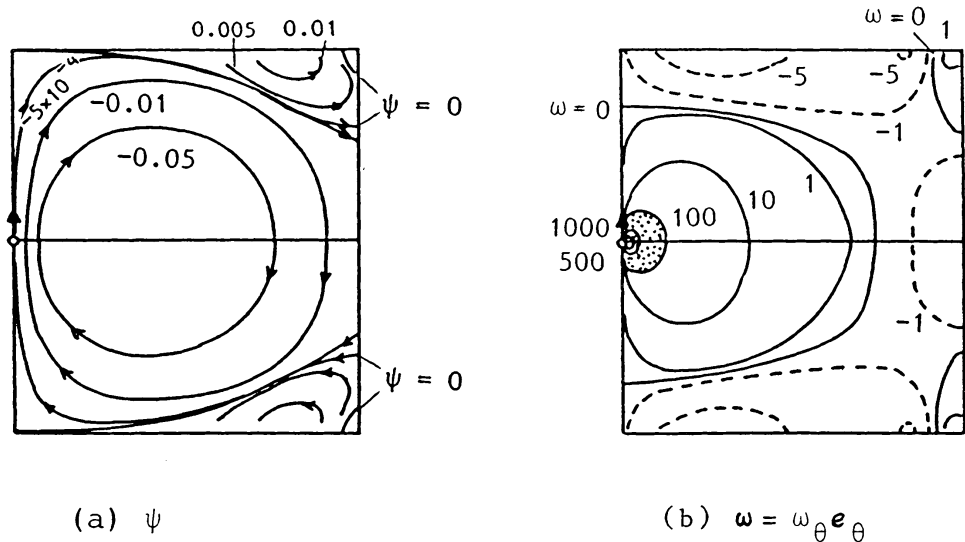 0.005
0.01
-5×10⁻⁴
-0.01
-0.05
ψ = 0
ψ = 0
(a) ψ
ω = 0
1
-5
-5
ω = 0
-1
1
10
100
1000
500
-1
(b) ω = ω_θ e_θ